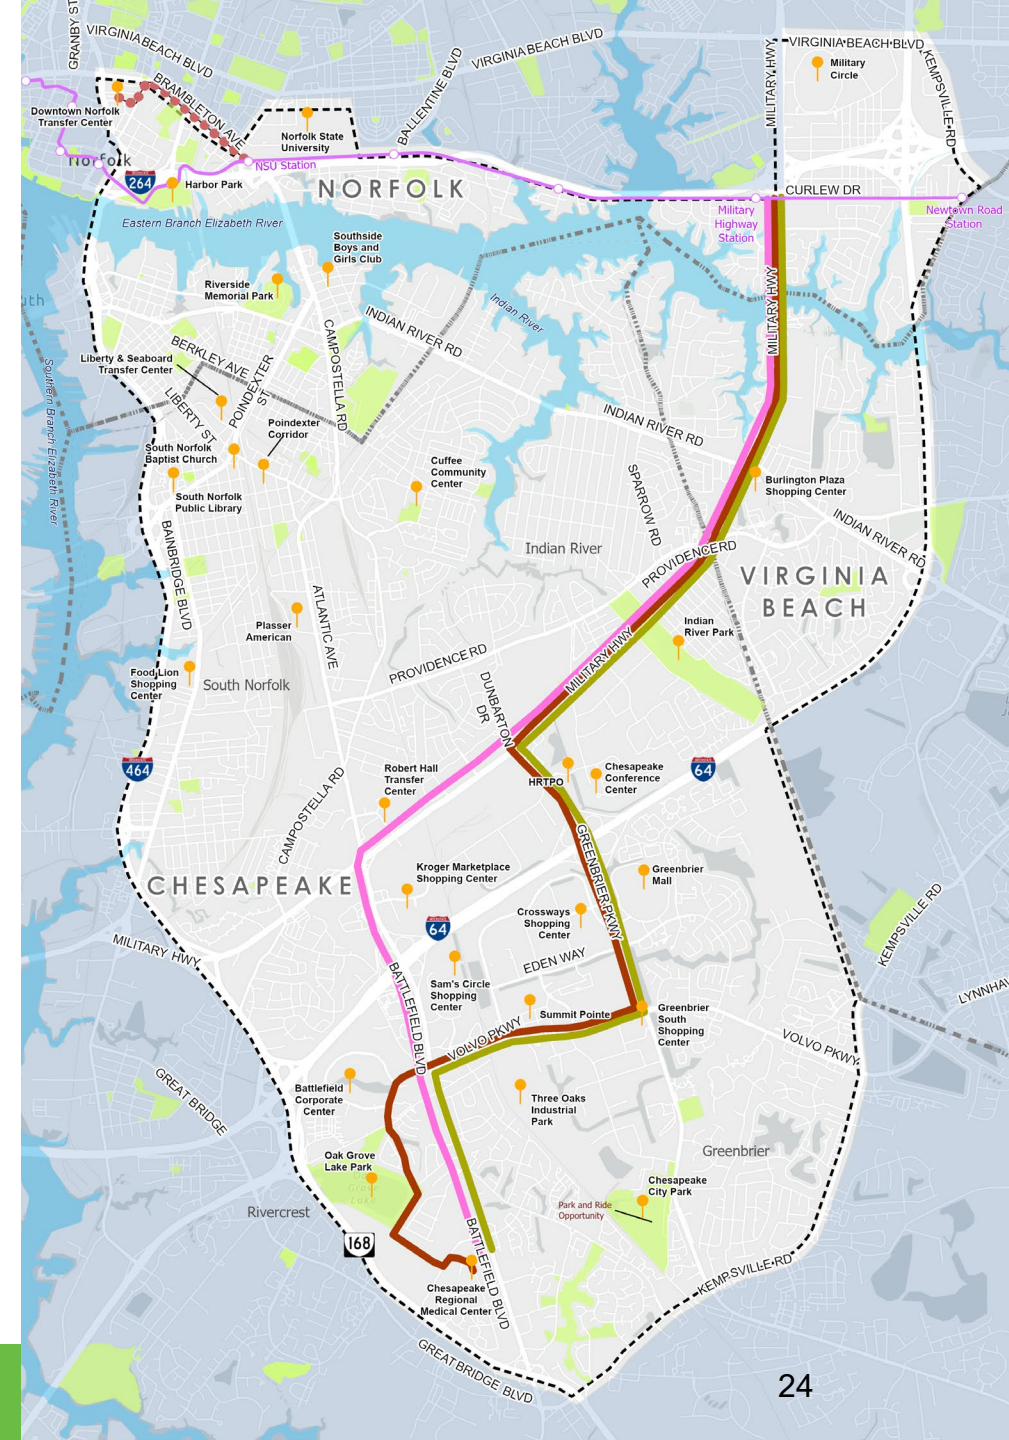 GRANBY ST
VIRGINIA BEACH BLVD
VIRGINIA BEACH BLVD
BALLENTINE BLVD
MILITARY HWY
VIRGINIA BEACH BLVD
KEMPSVILLE RD
Military
Circle
BRAMBLETON AVE
Downtown Norfolk
Transfer Center
Norfolk State
University
Norfolk
NSU Station
264
Harbor Park
NORFOLK
CURLEW DR
Military
Highway
Station
Newtown Road
Station
Eastern Branch Elizabeth River
Southside
Boys and
Girls Club
Riverside
Memorial Park
Indian River
MILITARY HWY
INDIAN RIVER RD
CAMPOSTELLA RD
BERKLEY AVE
Liberty & Seaboard
Transfer Center
POINDEXTER
ST
LIBERTY ST
Southern Branch Elizabeth River
Poindexter
Corridor
INDIAN RIVER RD
South Norfolk
Baptist Church
Cuffee
Community
Center
SPARROW RD
Burlington Plaza
Shopping Center
South Norfolk
Public Library
INDIAN RIVER RD
BAINBRIDGE BLVD
Indian River
PROVIDENCE RD
VIRGINIA
BEACH
ATLANTIC AVE
Plasser
American
Indian
River Park
MILITARY HWY
PROVIDENCE RD
Food Lion
Shopping
Center
South Norfolk
DUNBARTON
DR
464
Robert Hall
Transfer
Center
HRTPO
Chesapeake
Conference
Center
64
CAMPOSTELLA RD
GREENBRIER PKWY
CHESAPEAKE
Kroger Marketplace
Shopping Center
Greenbrier
Mall
64
Crossways
Shopping
Center
KEMPSVILLE RD
MILITARY HWY
EDEN WAY
BATTLEFIELD BLVD
Sam's Circle
Shopping
Center
LYNNHAV
Summit Pointe
Greenbrier
South
Shopping
Center
VOLVO PKWY
VOLVO PKWY
GREAT BRIDGE
Battlefield
Corporate
Center
Three Oaks
Industrial
Park
Oak Grove
Lake Park
Greenbrier
Chesapeake
City Park
Park and Ride
Opportunity
Rivercrest
168
BATTLEFIELD BLVD
KEMPSVILLE RD
Chesapeake
Regional
Medical Center
GREAT BRIDGE BLVD
24